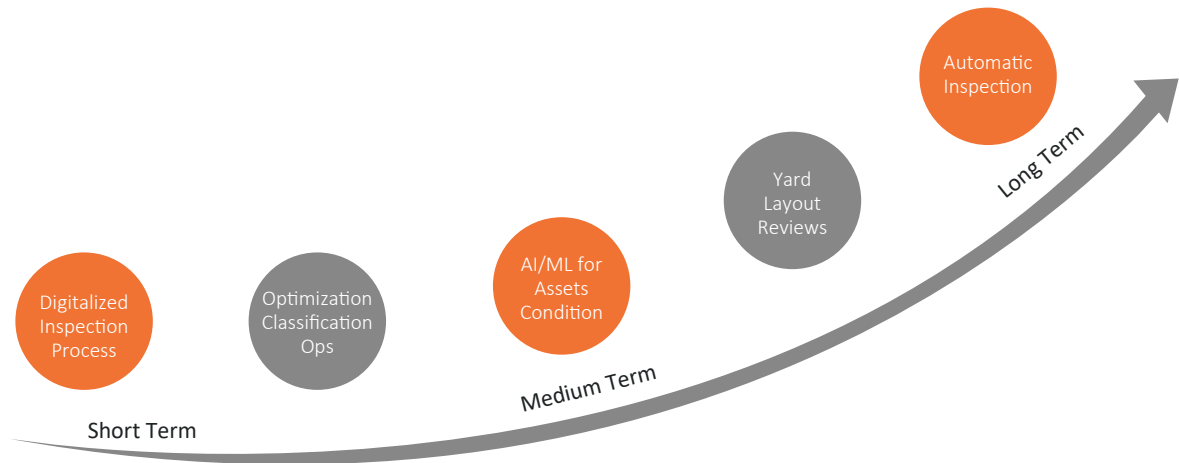 Automatic
Inspection
Yard
Layout
Reviews
Long Term
AI/ML for
Assets
Condition
Digitalized
Inspection
Process
Optimization
Classification
Ops
Medium Term
Short Term